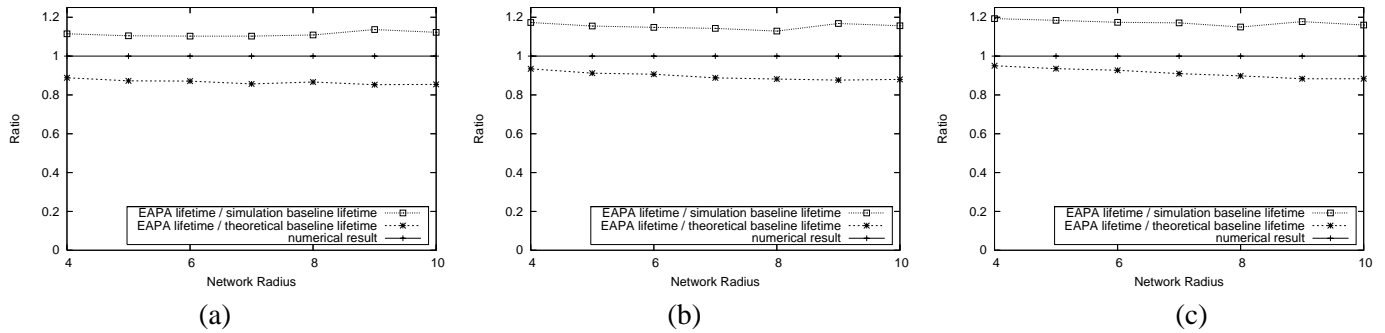 1.2
1
0.8
0.6
0.4
0.2
0
Ratio
EAPA lifetime / simulation baseline lifetime
EAPA lifetime / theoretical baseline lifetime
numerical result
4 6 8 10
Network Radius
(a)
1.2
1
0.8
0.6
0.4
0.2
0
Ratio
EAPA lifetime / simulation baseline lifetime
EAPA lifetime / theoretical baseline lifetime
numerical result
4 6 8 10
Network Radius
(b)
1.2
1
0.8
0.6
0.4
0.2
0
Ratio
EAPA lifetime / simulation baseline lifetime
EAPA lifetime / theoretical baseline lifetime
numerical result
4 6 8 10
Network Radius
(c)